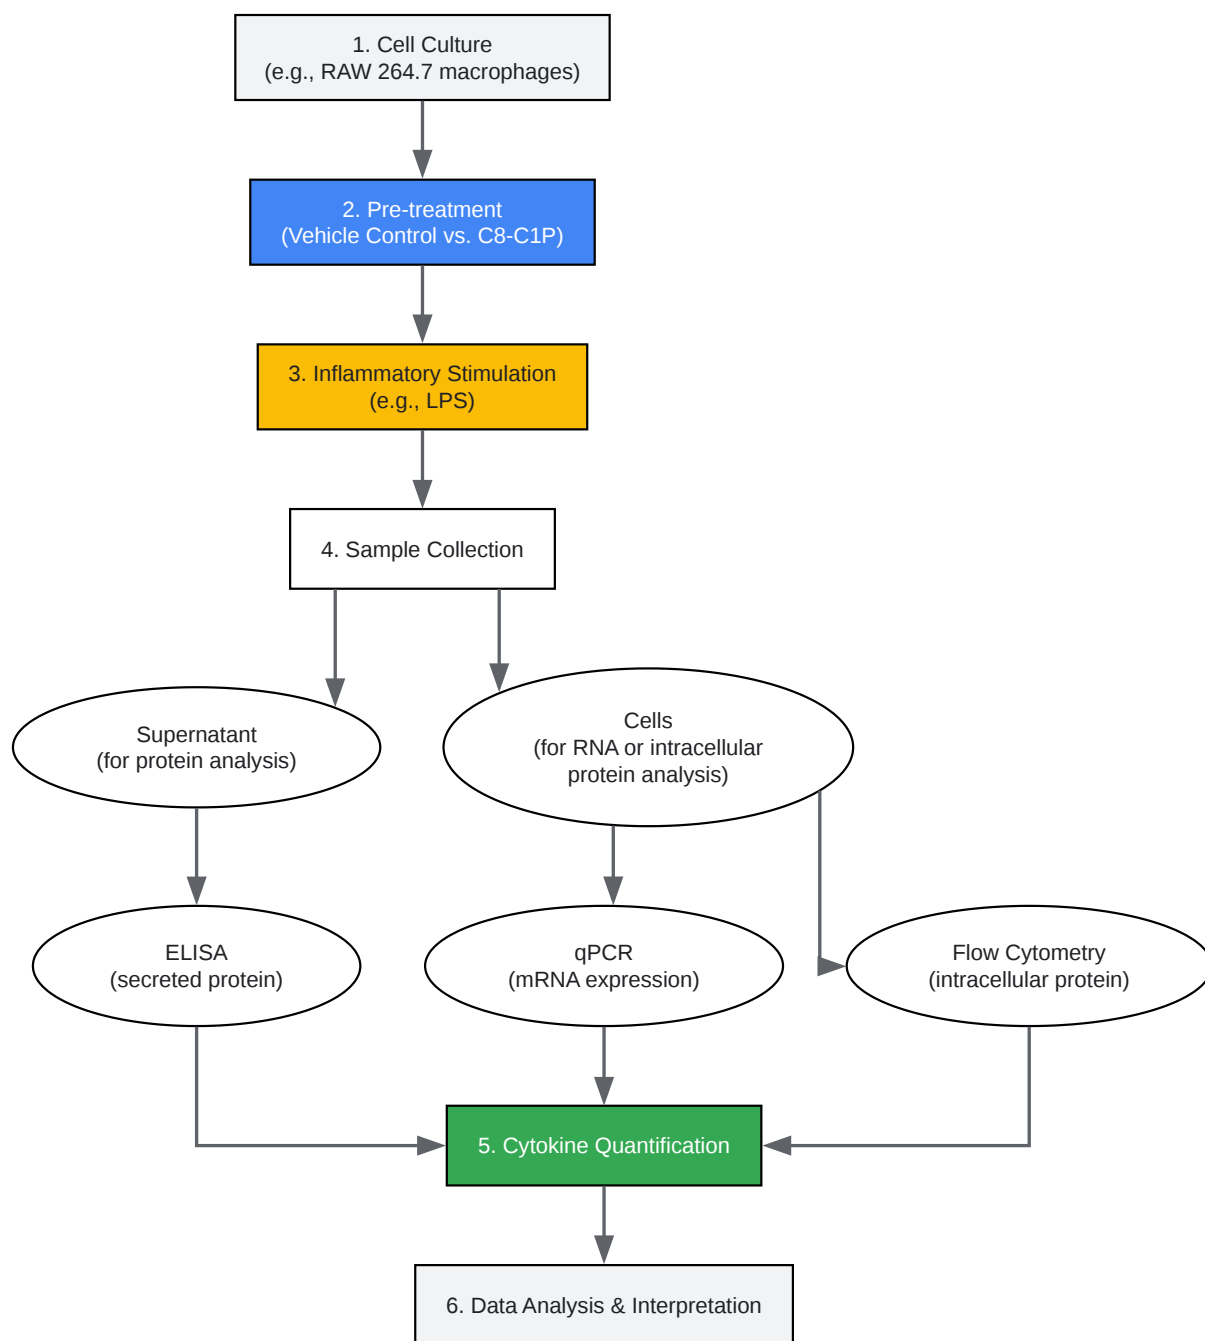 1. Cell Culture
(e.g., RAW 264.7 macrophages)
2. Pre-treatment
(Vehicle Control vs. C8-C1P)
3. Inflammatory Stimulation
(e.g., LPS)
4. Sample Collection
Supernatant
(for protein analysis)
Cells
(for RNA or intracellular
protein analysis)
ELISA
(secreted protein)
qPCR
(mRNA expression)
Flow Cytometry
(intracellular protein)
5. Cytokine Quantification
6. Data Analysis & Interpretation